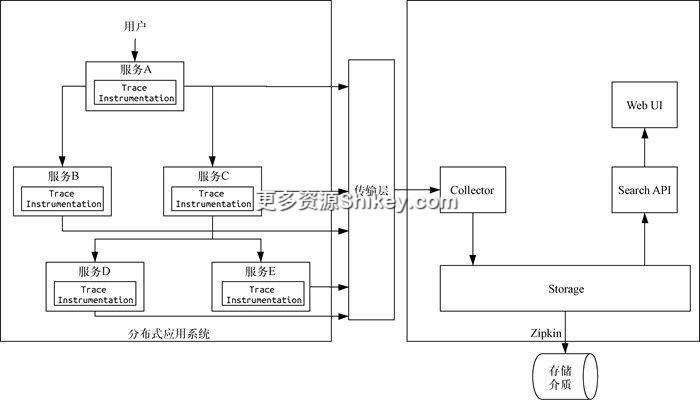 用户
服务A
Trace
Instrumentation
服务B
Trace
Instrumentation
服务C
Trace
Instrumentation
服务D
Trace
Instrumentation
服务E
Trace
Instrumentation
分布式应用系统
传输层
更多资源Shikey.com
Collector
Web UI
Search API
Storage
Zipkin
存储
介质